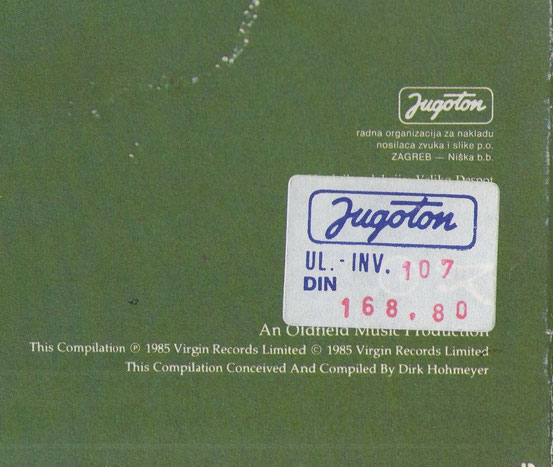 Jugoton
radna organizacija za nakladu
nosilaca zvuka i slike p.o.
ZAGREB — Niška b.b.
Veljko Despot
Jugoton
UL. - INV. 107
DIN
168,80
An Oldfield Music Production
This Compilation ℗ 1985 Virgin Records Limited © 1985 Virgin Records Limited
This Compilation Conceived And Compiled By Dirk Hohmeyer